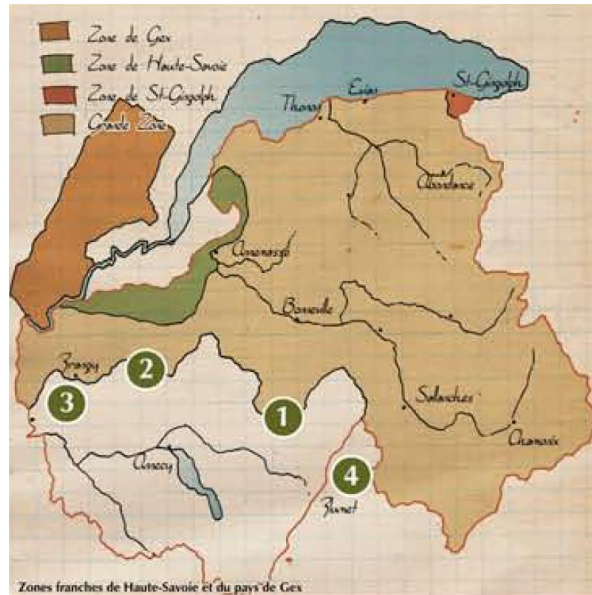 Zone de Gex
Zone de Haute-Savoie
Zone de St-Gingolph
Grande Zone
St-Gingolph
Evian
Thonon
Abondance
Annemasse
Bonneville
Frangy
2
3
1
Sallanches
Chamonix
Annecy
4
Flumet
Zones franches de Haute-Savoie et du pays de Gex